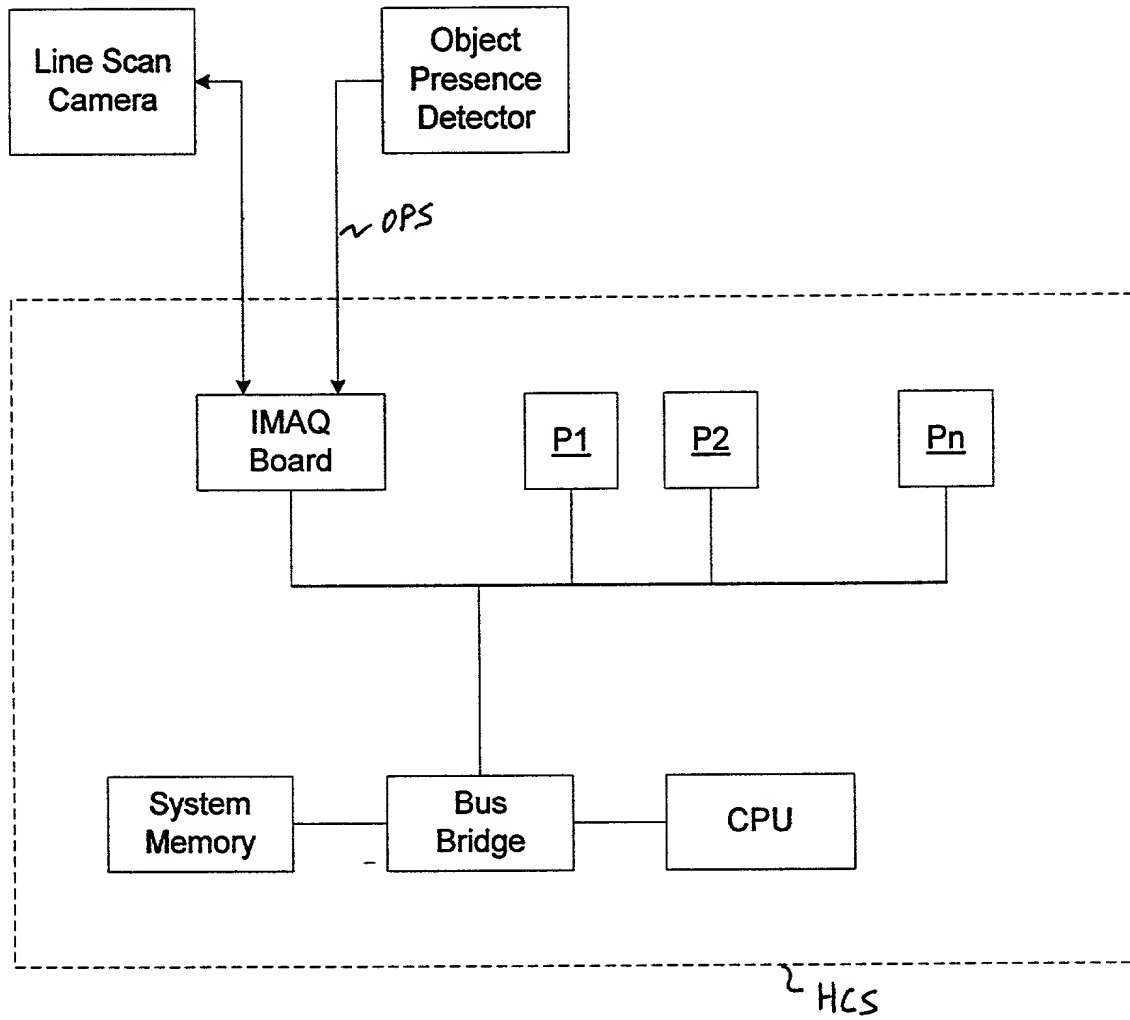 Line Scan
Camera
Object
Presence
Detector
OPS
IMAQ
Board
P1
P2
Pn
System
Memory
Bus
Bridge
CPU
HCS